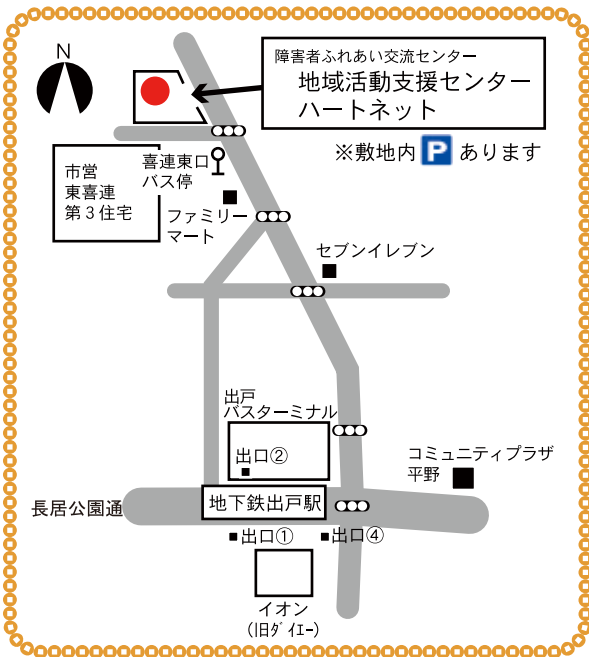 N
障害者ふれあい交流センター
地域活動支援センター
ハートネット
※敷地内 P あります
市営
東喜連
第3住宅
喜連東口
バス停
ファミリー
マート
セブンイレブン
出戸
バスターミナル
出口②
コミュニティプラザ
平野
長居公園通
地下鉄出戸駅
出口①
出口④
イオン
(旧ﾀﾞｲｴｰ)